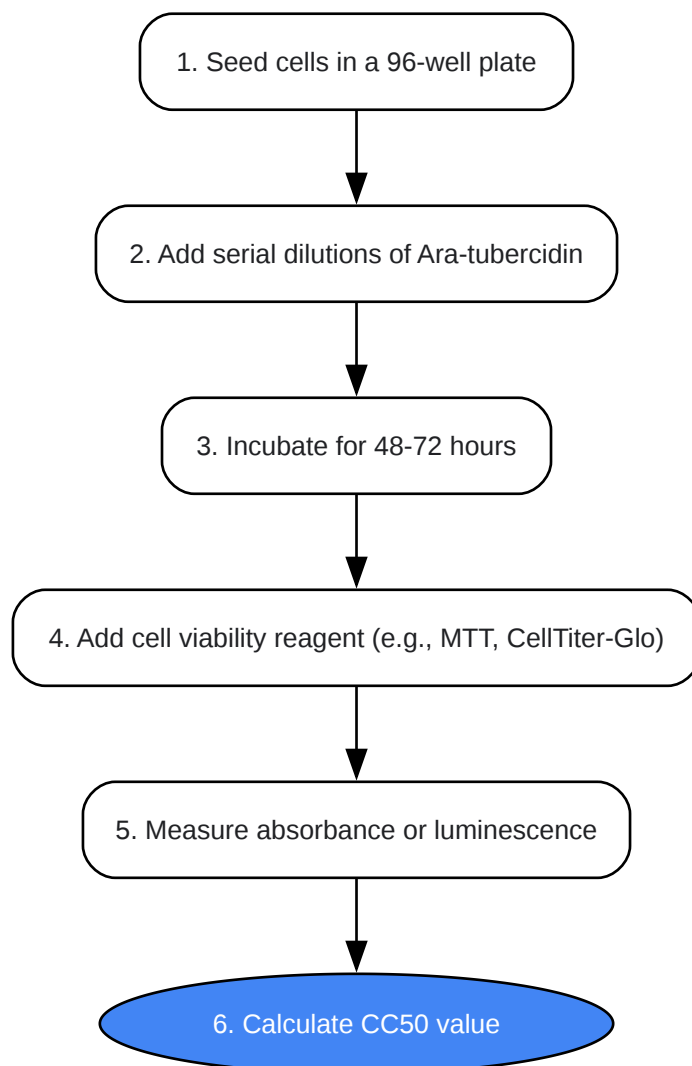 1. Seed cells in a 96-well plate
2. Add serial dilutions of Ara-tubercidin
3. Incubate for 48-72 hours
4. Add cell viability reagent (e.g., MTT, CellTiter-Glo)
5. Measure absorbance or luminescence
6. Calculate CC50 value